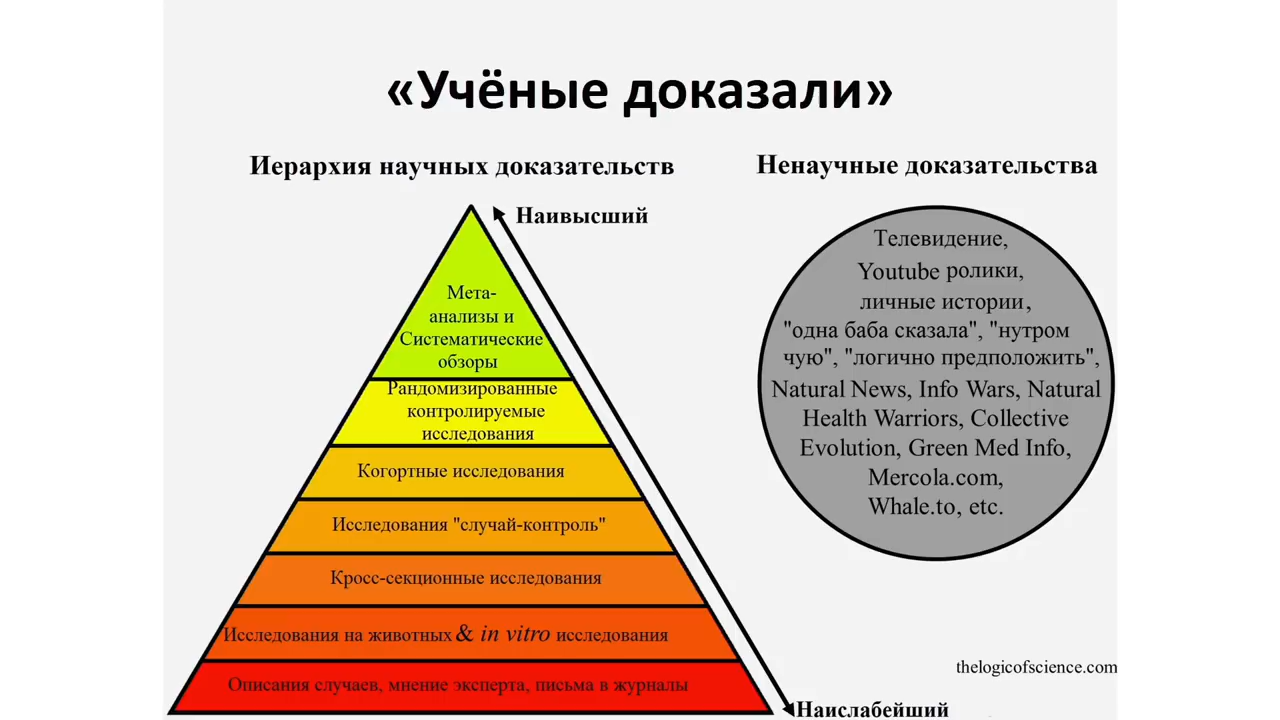 «Учёные доказали»
Иерархия научных доказательств
Наивысший
Мета-
анализы и
Систематические
обзоры
Рандомизированные
контролируемые
исследования
Когортные исследования
Исследования "случай-контроль"
Кросс-секционные исследования
Исследования на животных & in vitro исследования
Описания случаев, мнение эксперта, письма в журналы
Наислабейший
Ненаучные доказательства
Телевидение,
Youtube ролики,
личные истории,
"одна баба сказала", "нутром
чую", "логично предположить",
Natural News, Info Wars, Natural
Health Warriors, Collective
Evolution, Green Med Info,
Mercola.com,
Whale.to, etc.
thelogicofscience.com